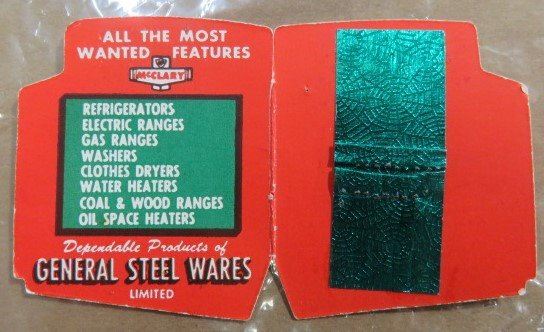 ALL THE MOST
WANTED FEATURES
McCLARY
REFRIGERATORS
ELECTRIC RANGES
GAS RANGES
WASHERS
CLOTHES DRYERS
WATER HEATERS
COAL & WOOD RANGES
OIL SPACE HEATERS
Dependable Products of
GENERAL STEEL WARES
LIMITED